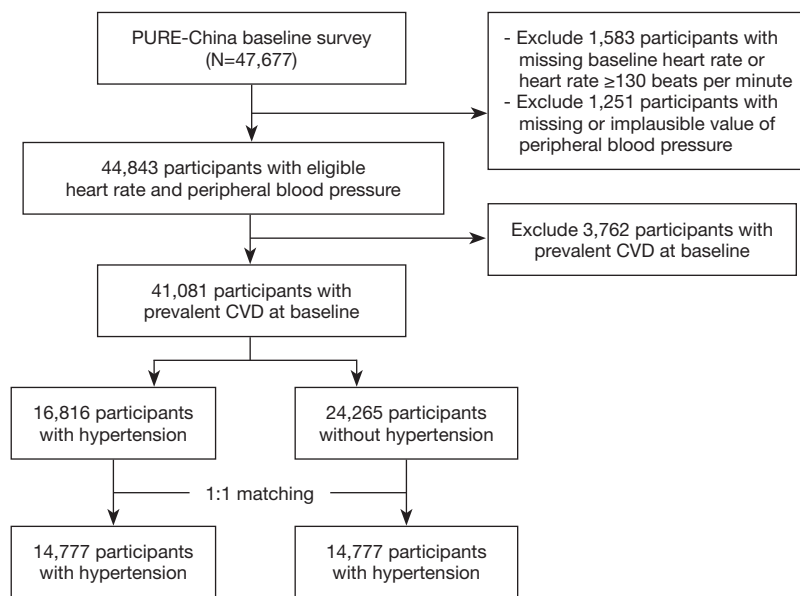 PURE-China baseline survey
(N=47,677)
- Exclude 1,583 participants with
missing baseline heart rate or
heart rate ≥130 beats per minute
- Exclude 1,251 participants with
missing or implausible value of
peripheral blood pressure
44,843 participants with eligible
heart rate and peripheral blood pressure
Exclude 3,762 participants with
prevalent CVD at baseline
41,081 participants with
prevalent CVD at baseline
16,816 participants
with hypertension
24,265 participants
without hypertension
1:1 matching
14,777 participants
with hypertension
14,777 participants
with hypertension